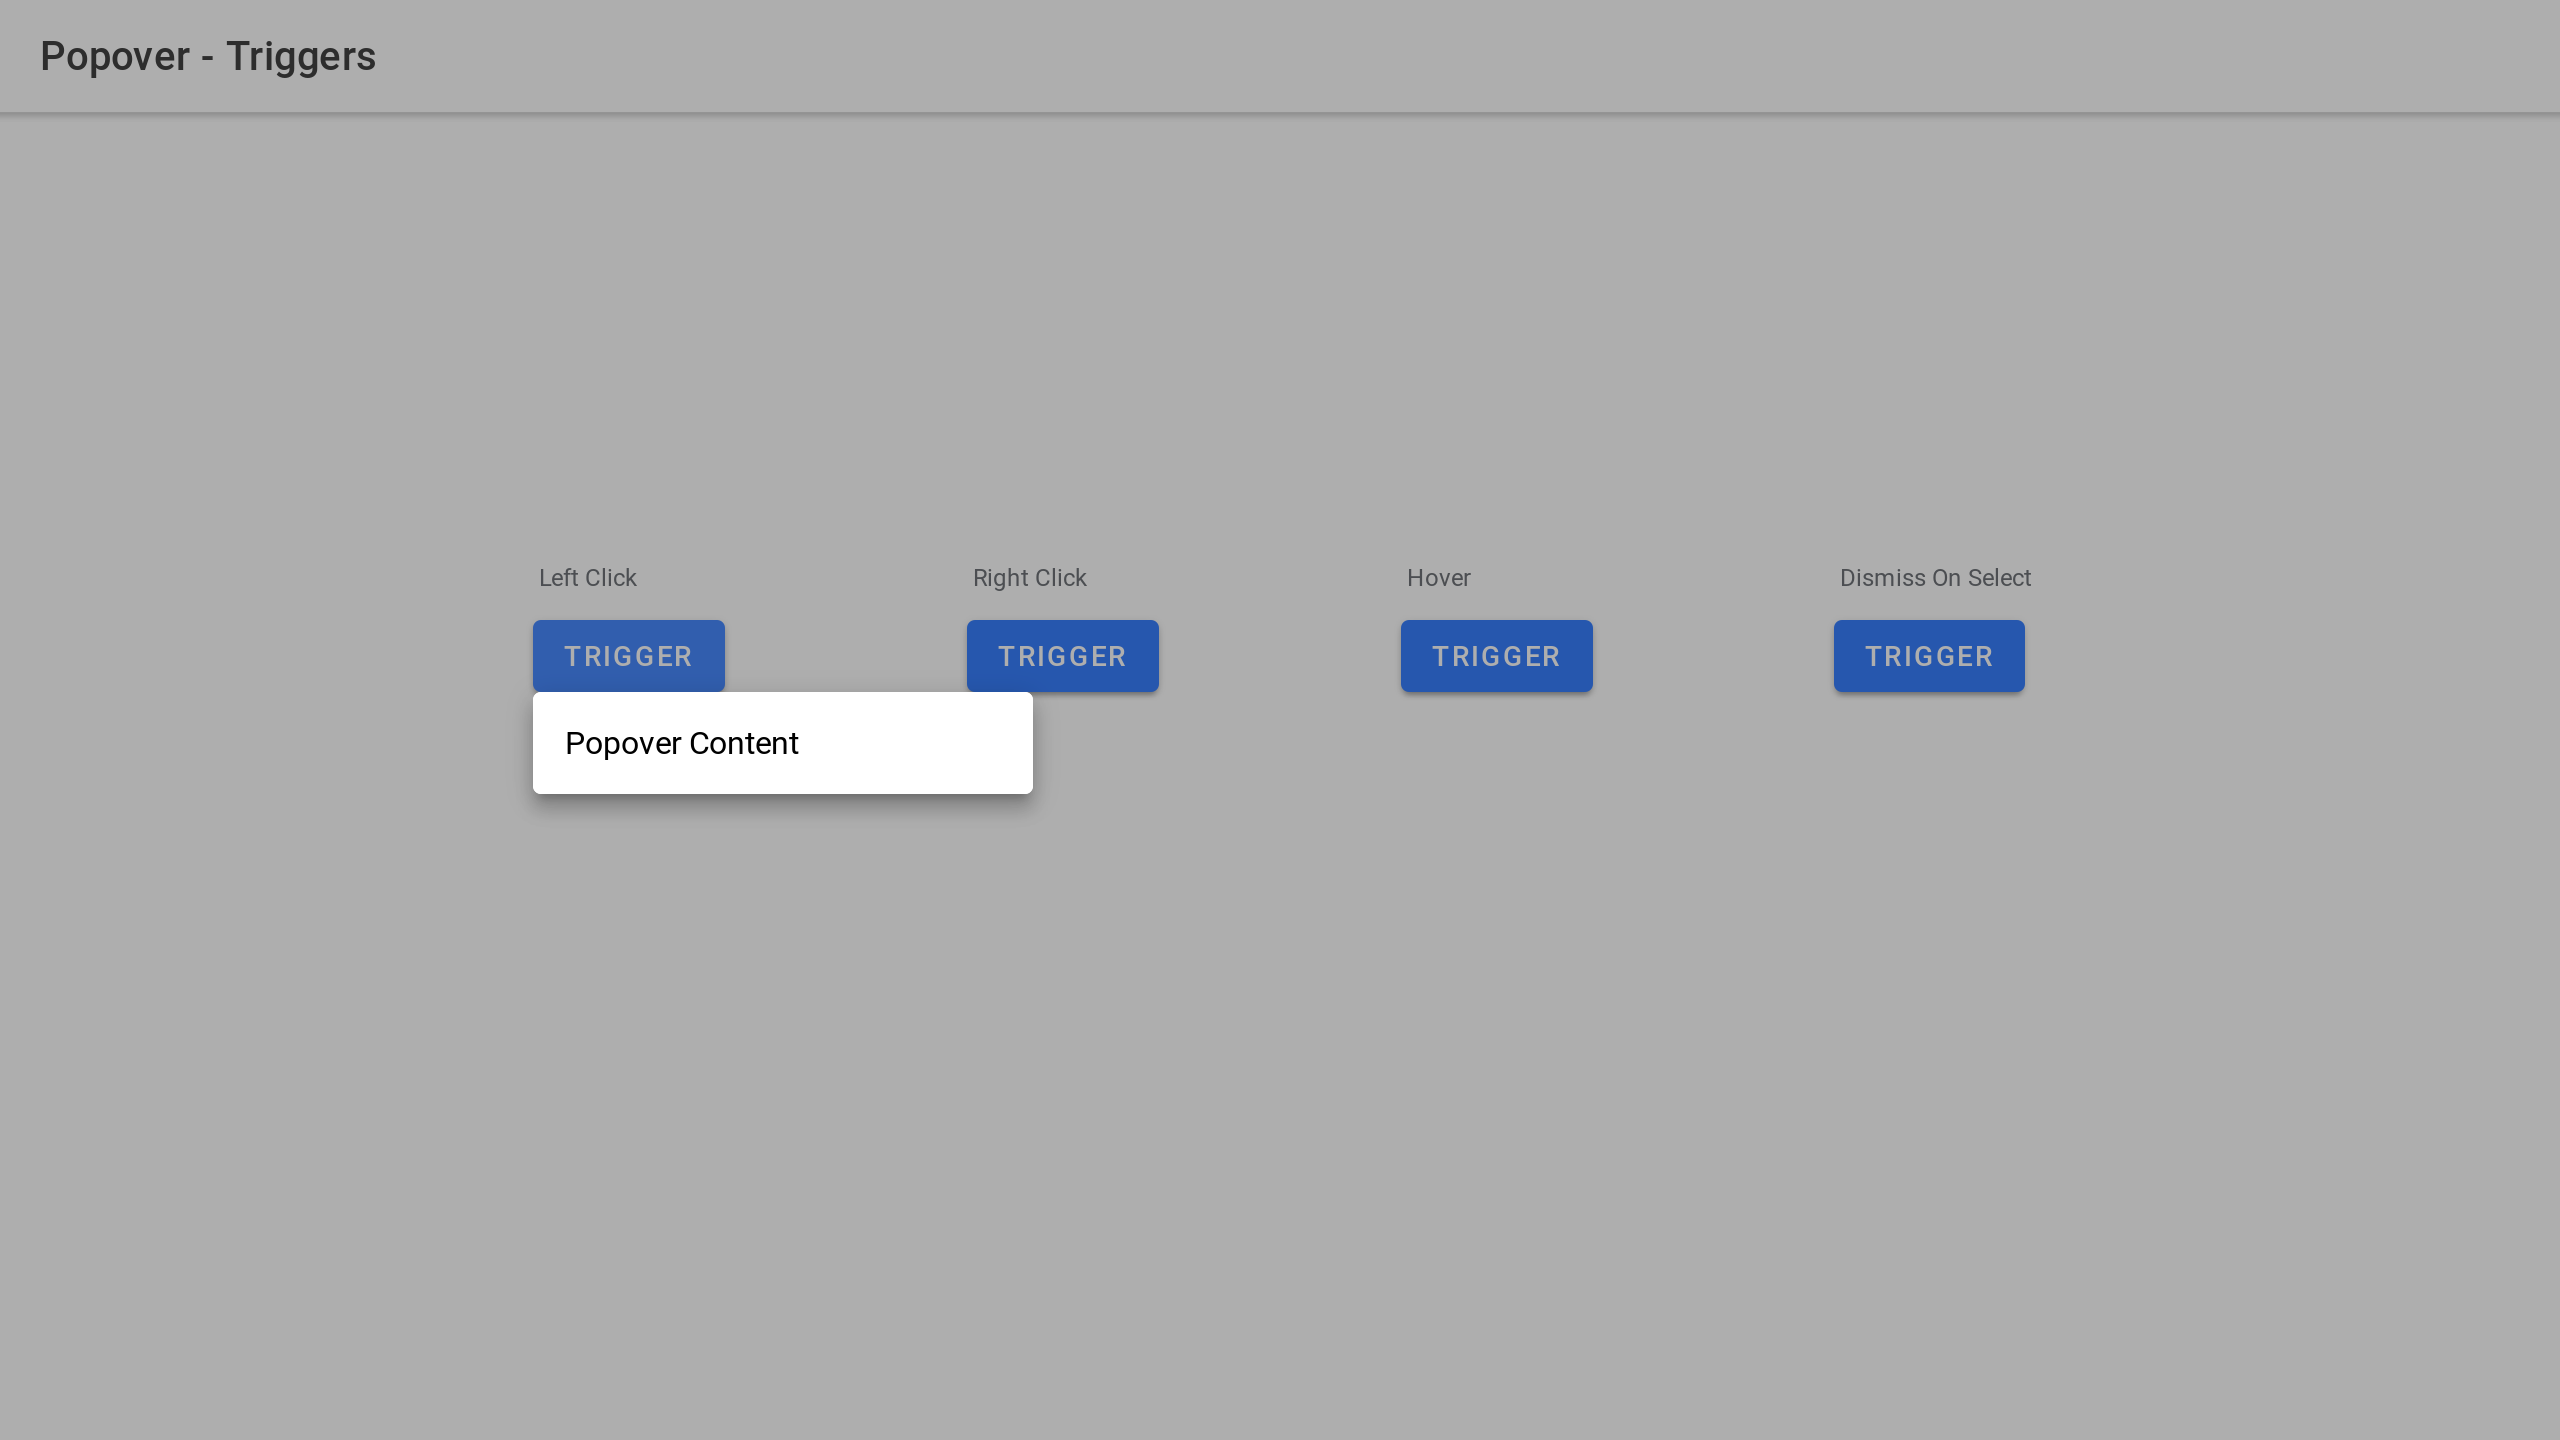 Popover - Triggers
Left Click
Right Click
Hover
Dismiss On Select
TRIGGER
TRIGGER
TRIGGER
TRIGGER
Popover Content